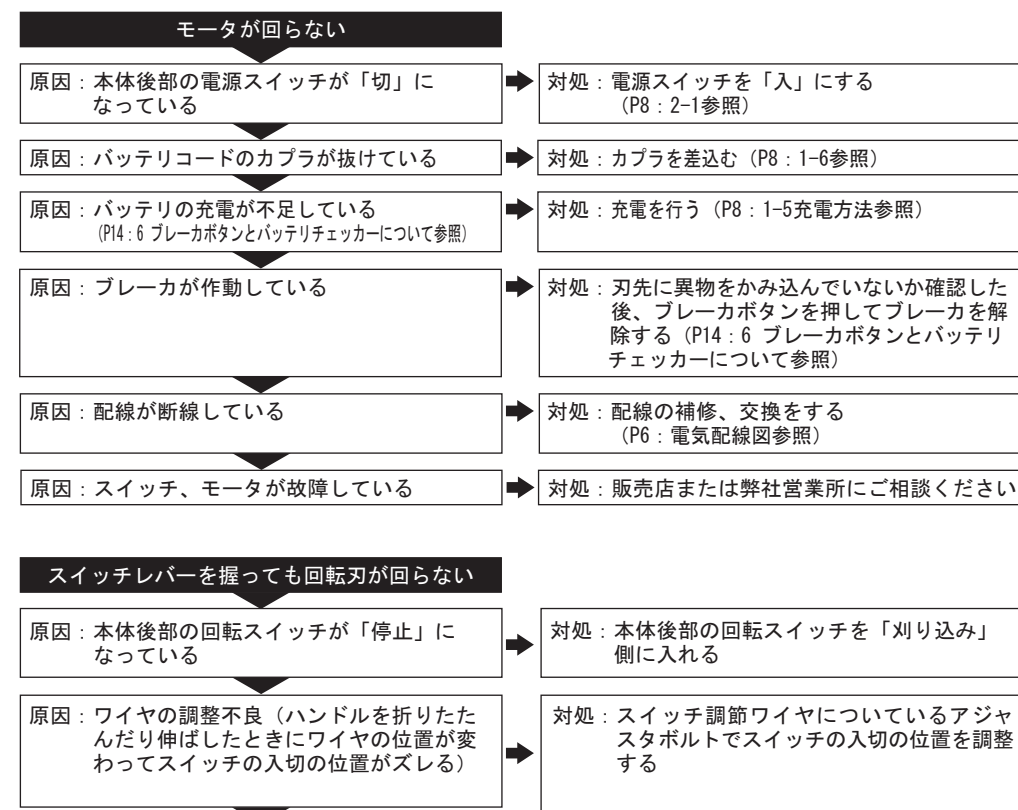 モータが回らない
原因：本体後部の電源スイッチが「切」に
なっている
対処：電源スイッチを「入」にする
（P8：2-1参照）
原因：バッテリコードのカプラが抜けている
対処：カプラを差込む（P8：1-6参照）
原因：バッテリの充電が不足している
（P14：6 ブレーカボタンとバッテリチェッカーについて参照）
対処：充電を行う（P8：1-5充電方法参照）
原因：ブレーカが作動している
対処：刃先に異物をかみ込んでいないか確認した
後、ブレーカボタンを押してブレーカを解
除する（P14：6 ブレーカボタンとバッテリ
チェッカーについて参照）
原因：配線が断線している
対処：配線の補修、交換をする
（P6：電気配線図参照）
原因：スイッチ、モータが故障している
対処：販売店または弊社営業所にご相談ください
スイッチレバーを握っても回転刃が回らない
原因：本体後部の回転スイッチが「停止」に
なっている
対処：本体後部の回転スイッチを「刈り込み」
側に入れる
原因：ワイヤの調整不良（ハンドルを折りたた
んだり伸ばしたときにワイヤの位置が変
わってスイッチの入切の位置がズレる）
対処：スイッチ調節ワイヤについているアジャ
スタボルトでスイッチの入切の位置を調整
する